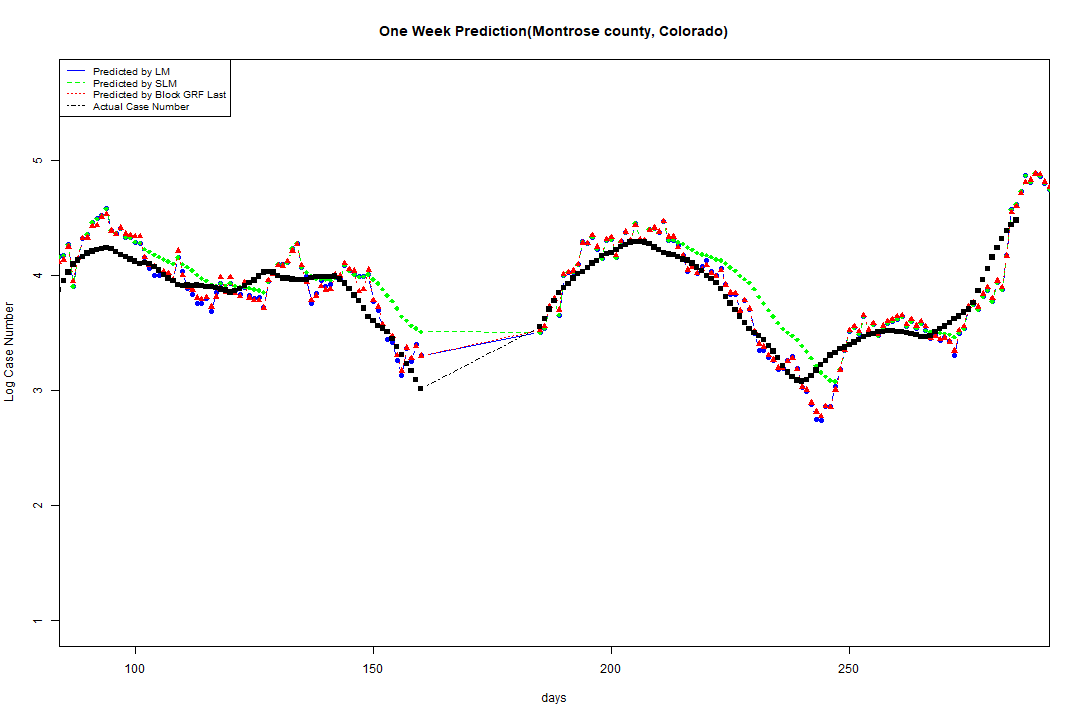 One Week Prediction(Montrose county, Colorado)
Predicted by LM
Predicted by SLM
Predicted by Block GRF Last
Actual Case Number
5
4
3
2
1
Log Case Number
100 150 200 250
days